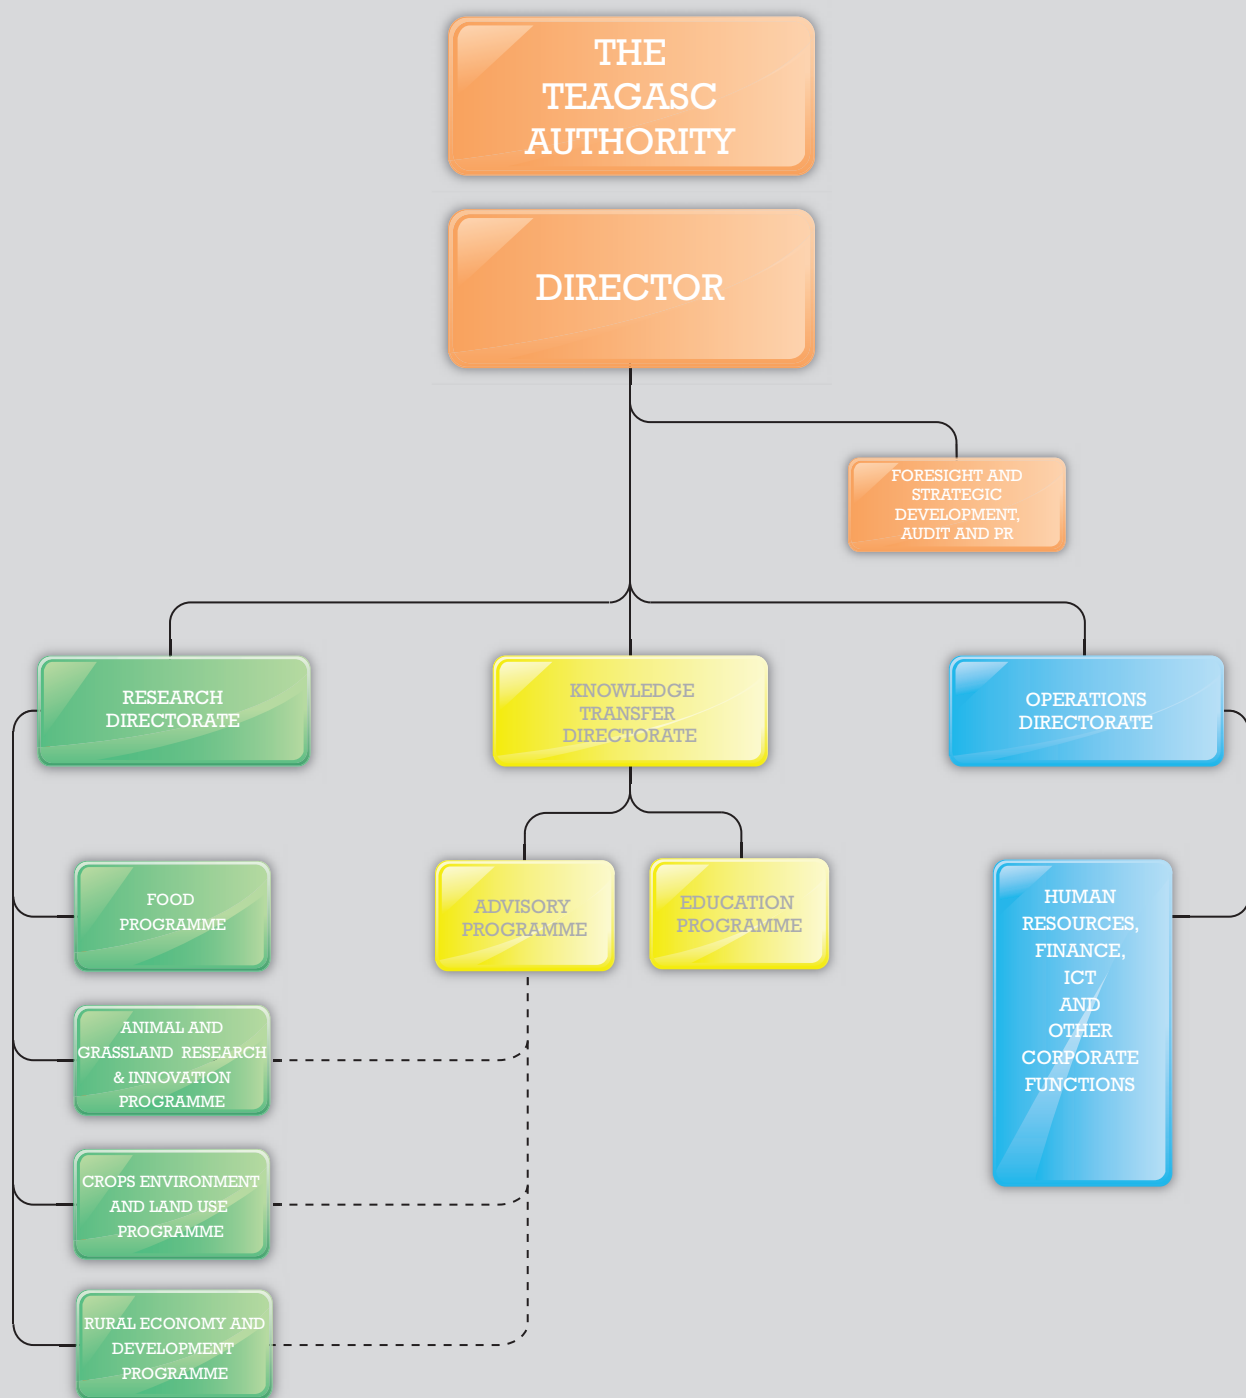 THE
TEAGASC
AUTHORITY
DIRECTOR
FORESIGHT AND
STRATEGIC
DEVELOPMENT,
AUDIT AND PR
RESEARCH
DIRECTORATE
KNOWLEDGE
TRANSFER
DIRECTORATE
OPERATIONS
DIRECTORATE
FOOD
PROGRAMME
ADVISORY
PROGRAMME
EDUCATION
PROGRAMME
HUMAN
RESOURCES,
FINANCE,
ICT
AND
OTHER
CORPORATE
FUNCTIONS
ANIMAL AND
GRASSLAND RESEARCH
& INNOVATION
PROGRAMME
CROPS ENVIRONMENT
AND LAND USE
PROGRAMME
RURAL ECONOMY AND
DEVELOPMENT
PROGRAMME